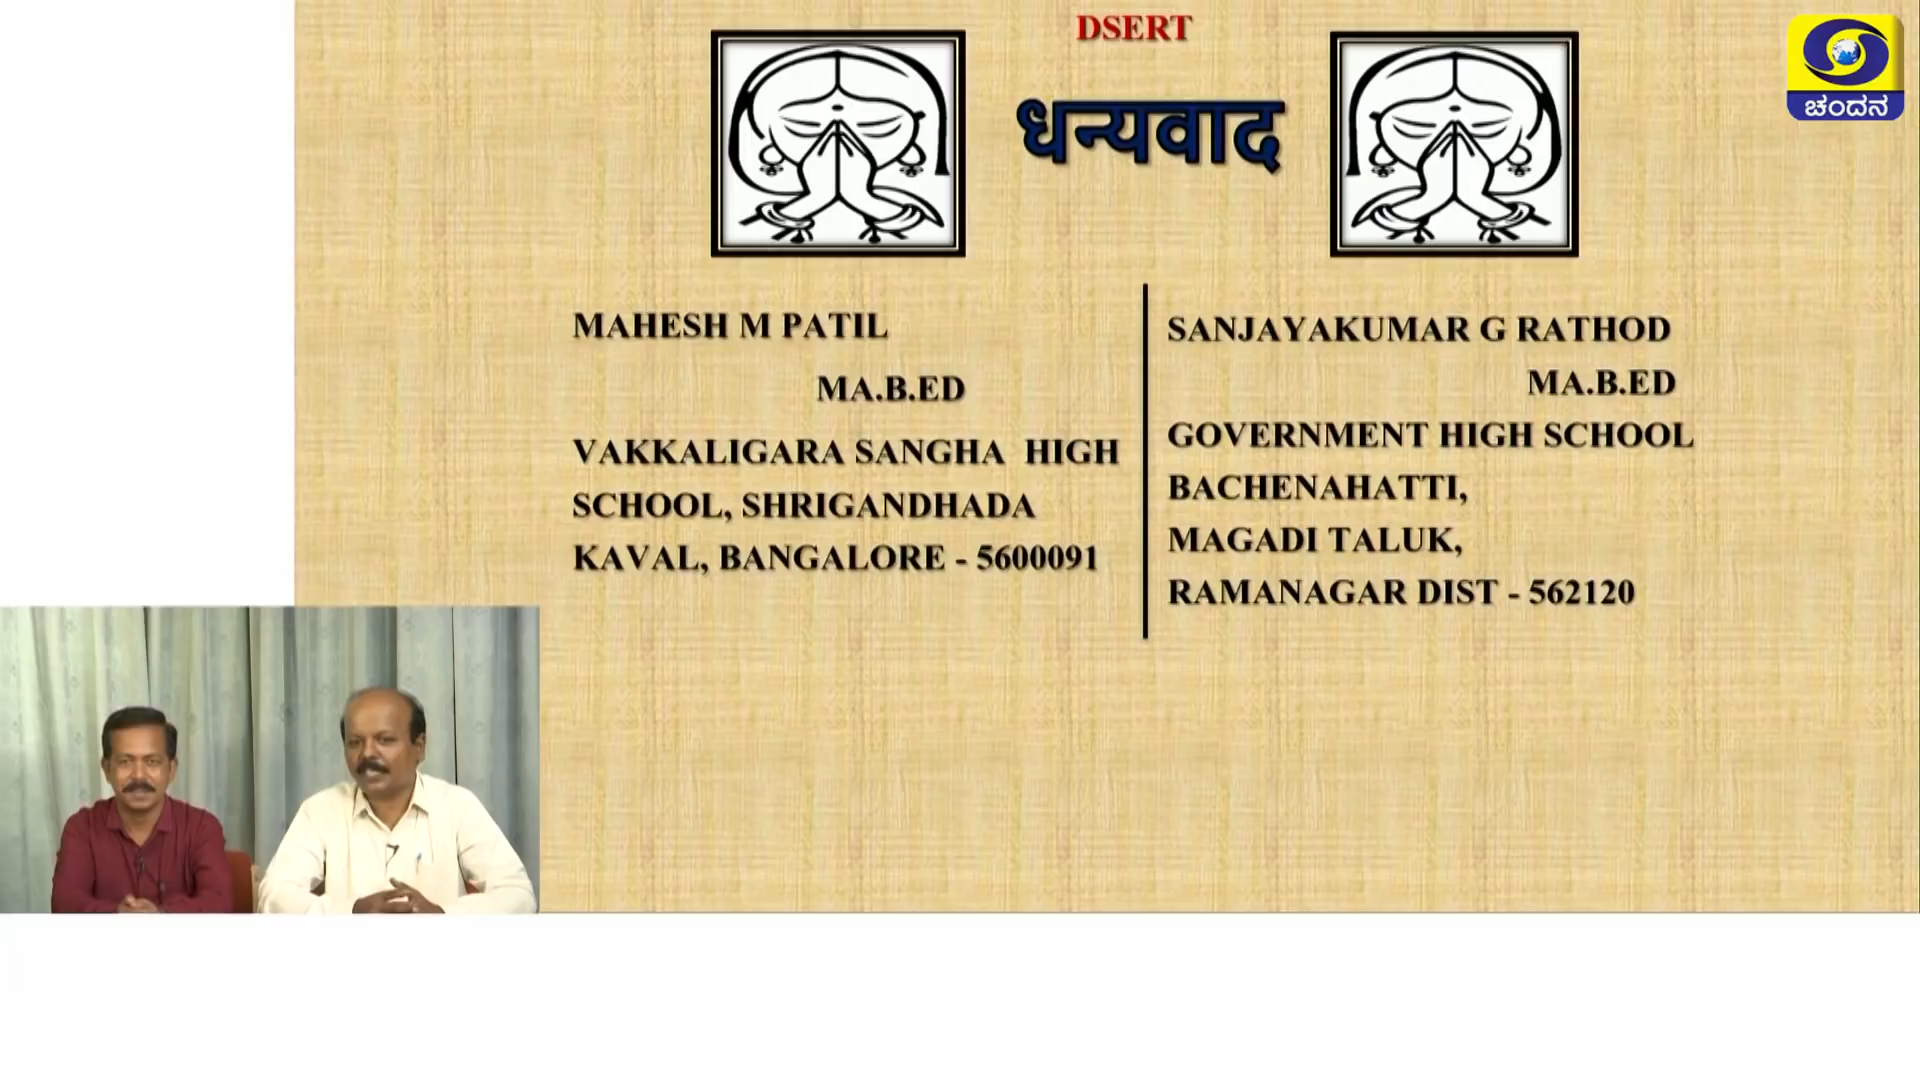 DSERT
धन्यवाद
ಚಂದನ
MAHESH M PATIL
MA.B.ED
VAKKALIGARA SANGHA HIGH
SCHOOL, SHRIGANDHADA
KAVAL, BANGALORE - 5600091
SANJAYAKUMAR G RATHOD
MA.B.ED
GOVERNMENT HIGH SCHOOL
BACHENAHATTI,
MAGADI TALUK,
RAMANAGAR DIST - 562120